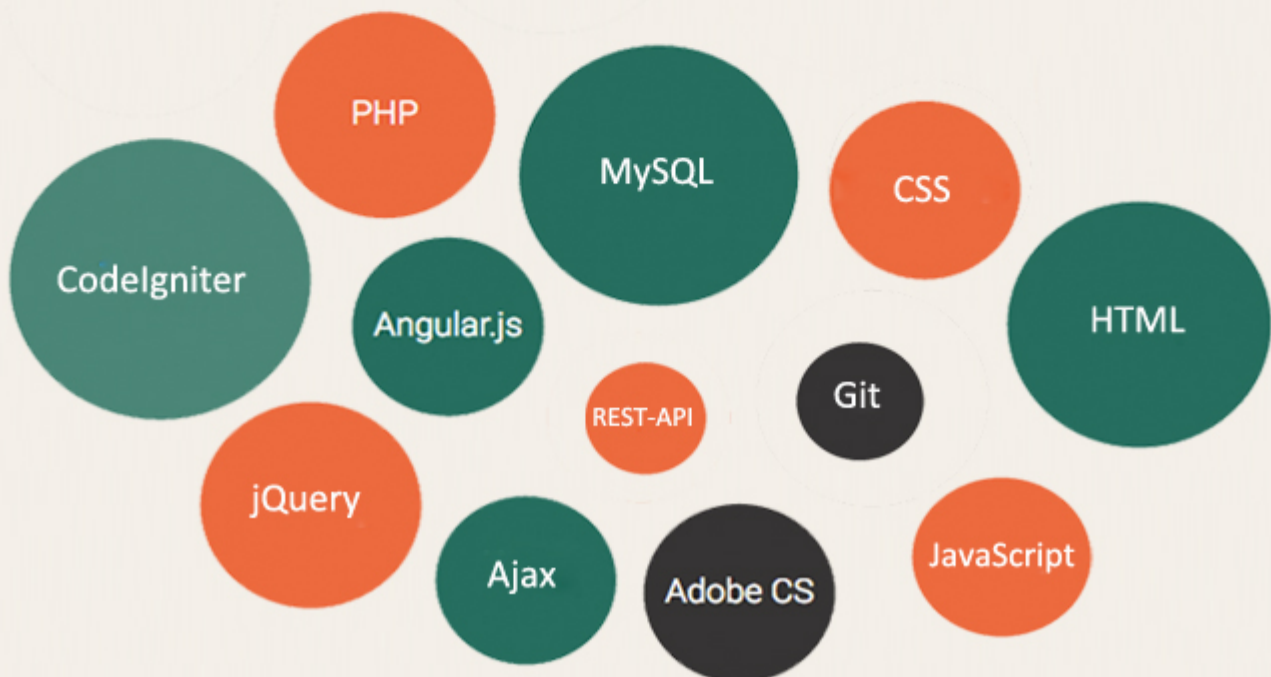 PHP
MySQL
CSS
CodeIgniter
Angular.js
HTML
REST-API
Git
jQuery
Ajax
Adobe CS
JavaScript